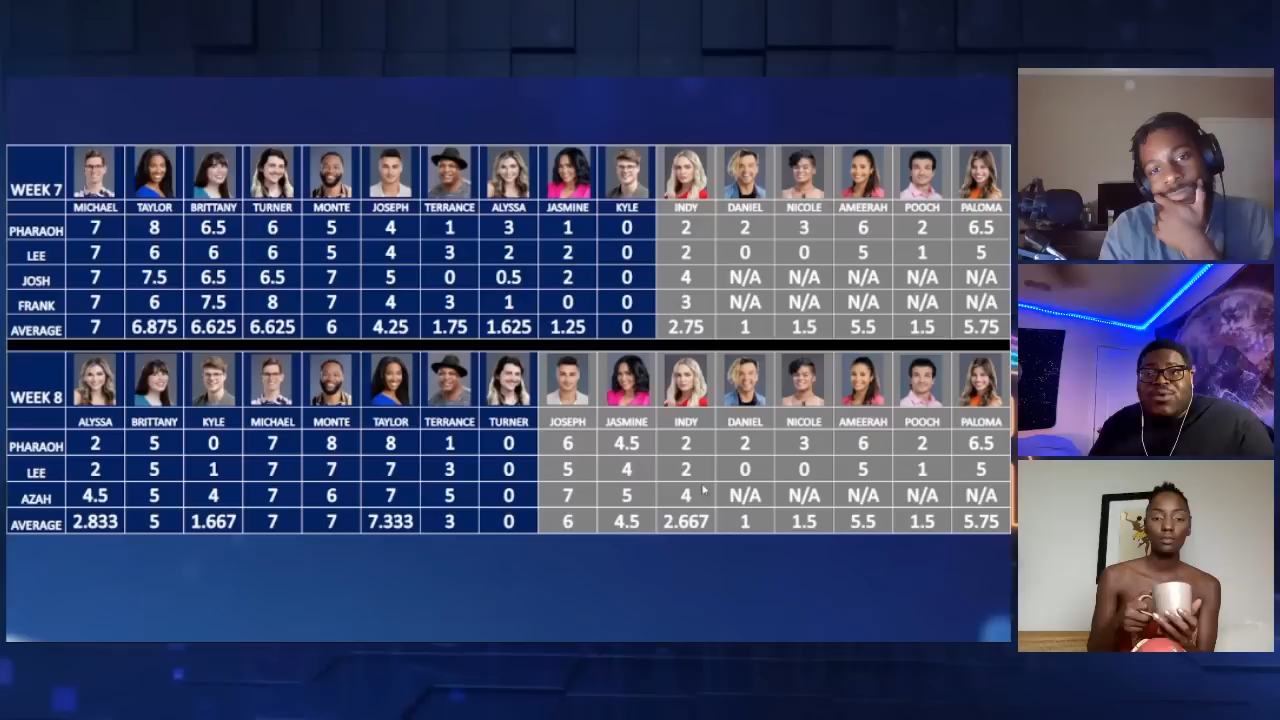 WEEK 7
MICHAEL TAYLOR BRITTANY TURNER MONTE JOSEPH TERRANCE ALYSSA JASMINE KYLE INDY DANIEL NICOLE AMEERAH POOCH PALOMA
PHARAOH 7 8 6.5 6 5 4 1 3 1 0 2 2 3 6 2 6.5
LEE 7 6 6 6 5 4 3 2 2 0 2 0 0 5 1 5
JOSH 7 7.5 6.5 6.5 7 5 0 0.5 2 0 4 N/A N/A N/A N/A N/A
FRANK 7 6 7.5 8 7 4 3 1 0 0 3 N/A N/A N/A N/A N/A
AVERAGE 7 6.875 6.625 6.625 6 4.25 1.75 1.625 1.25 0 2.75 1 1.5 5.5 1.5 5.75
WEEK 8
ALYSSA BRITTANY KYLE MICHAEL MONTE TAYLOR TERRANCE TURNER JOSEPH JASMINE INDY DANIEL NICOLE AMEERAH POOCH PALOMA
PHARAOH 2 5 0 7 8 8 1 0 6 4.5 2 2 3 6 2 6.5
LEE 2 5 1 7 7 7 3 0 5 4 2 0 0 5 1 5
AZAH 4.5 5 4 7 6 7 5 0 7 5 4 N/A N/A N/A N/A N/A
AVERAGE 2.833 5 1.667 7 7 7.333 3 0 6 4.5 2.667 1 1.5 5.5 1.5 5.75